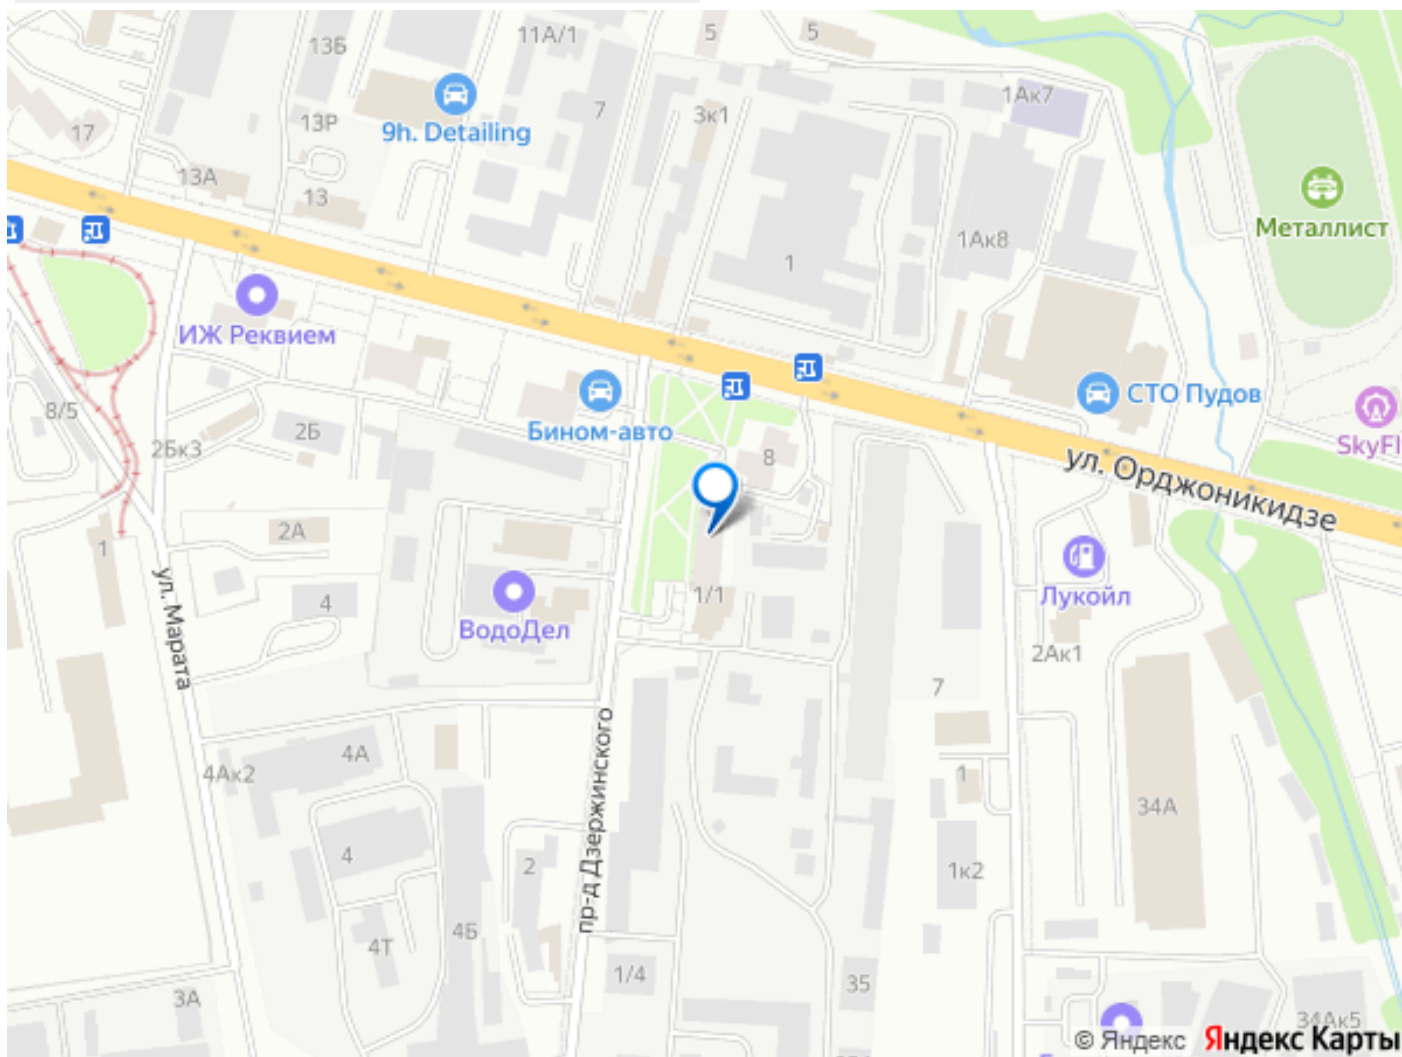 13Б
11А/1
5
5
17
13Р
9h. Detailing
7
3к1
1Ак7
13А
13
Металлист
1
1Ак8
ИЖ Реквием
8/5
2Бк3
2Б
Бином-авто
8
СТО Пудов
SkyFl
ул. Орджоникидзе
1
2А
ул. Марата
4
ВодоДел
1/1
Лукойл
2Ак1
7
4Ак2
4А
пр-д Дзержинского
1
34А
4
2
1к2
4Т
4Б
3А
1/4
35
34Ак5
© Яндекс Яндекс Карты